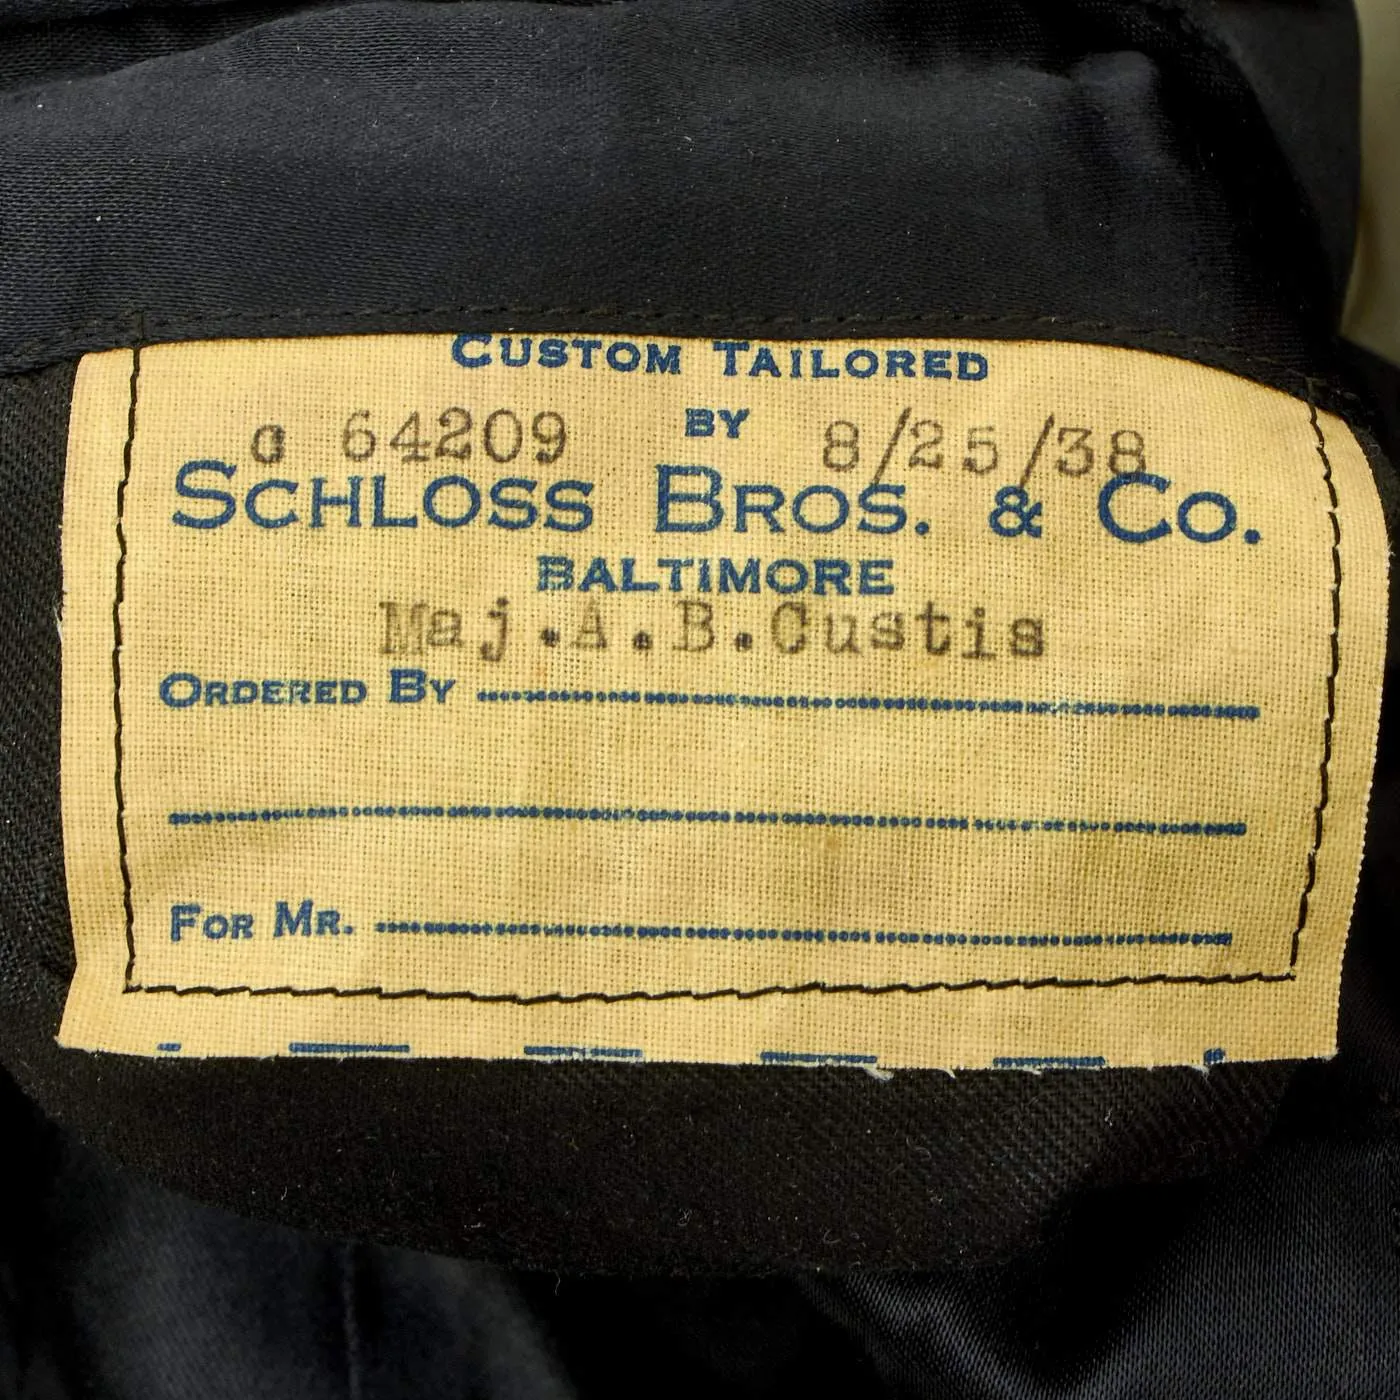 CUSTOM TAILORED
a 64209 BY 8/25/38
SCHLOSS BROS. & CO.
BALTIMORE
Maj.A.B.Custis
ORDERED BY
FOR MR.